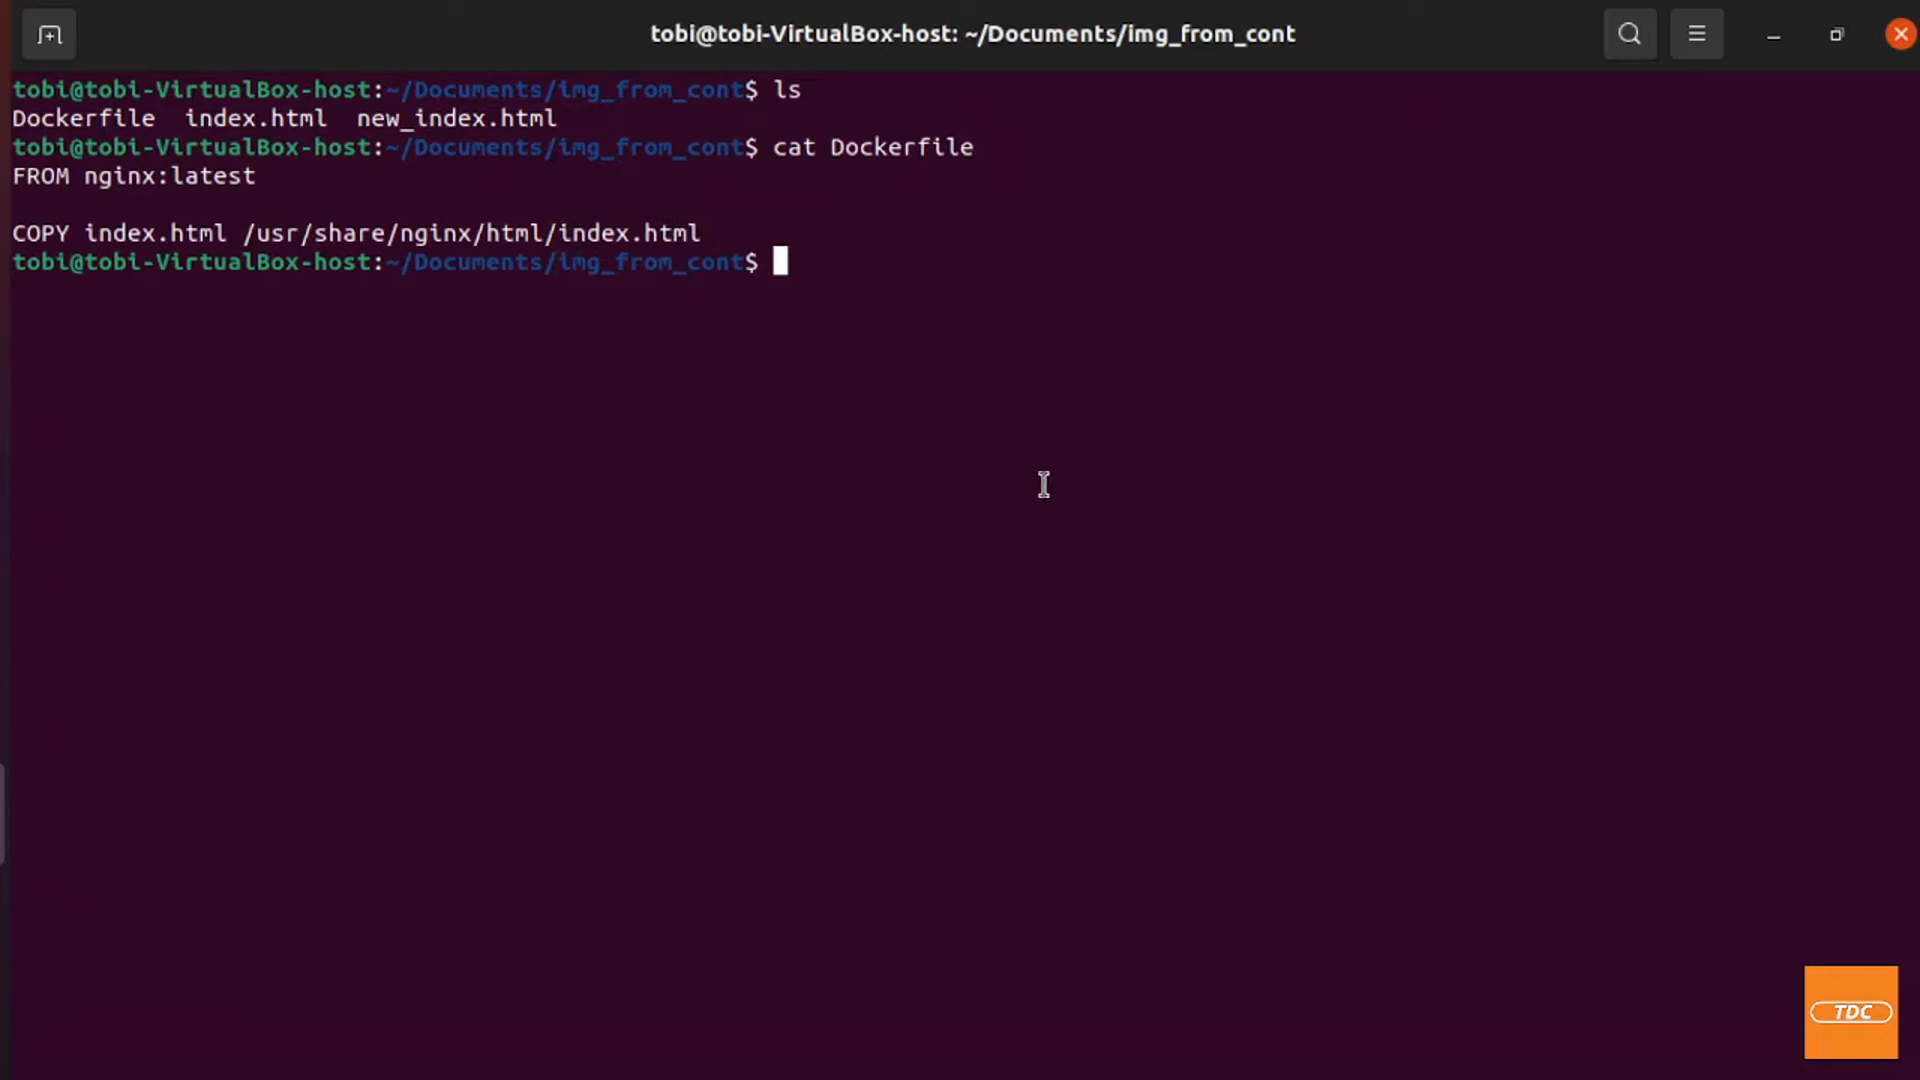 tobi@tobi-VirtualBox-host: ~/Documents/img_from_cont
tobi@tobi-VirtualBox-host:~/Documents/img_from_cont$ ls
Dockerfile  index.html  new_index.html
tobi@tobi-VirtualBox-host:~/Documents/img_from_cont$ cat Dockerfile
FROM nginx:latest
COPY index.html /usr/share/nginx/html/index.html
tobi@tobi-VirtualBox-host:~/Documents/img_from_cont$
TDC